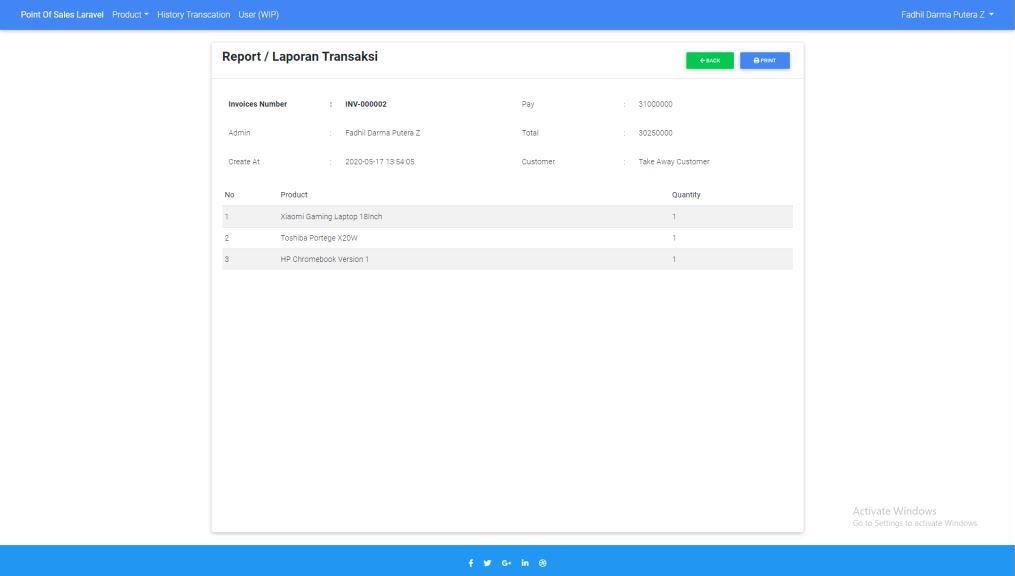 Point Of Sales Laravel Product History Transcation User (WIP) Fadhil Darma Putera Z
Report / Laporan Transaksi BACK PRINT
Invoices Number : INV-000002 Pay : 31000000
Admin : Fadhil Darma Putera Z Total : 30250000
Create At : 2020-05-17 13:54:05 Customer : Take Away Customer
No Product Quantity
1 Xiaomi Gaming Laptop 18Inch 1
2 Toshiba Portege X20W 1
3 HP Chromebook Version 1 1
Activate Windows
Go to Settings to activate Windows.